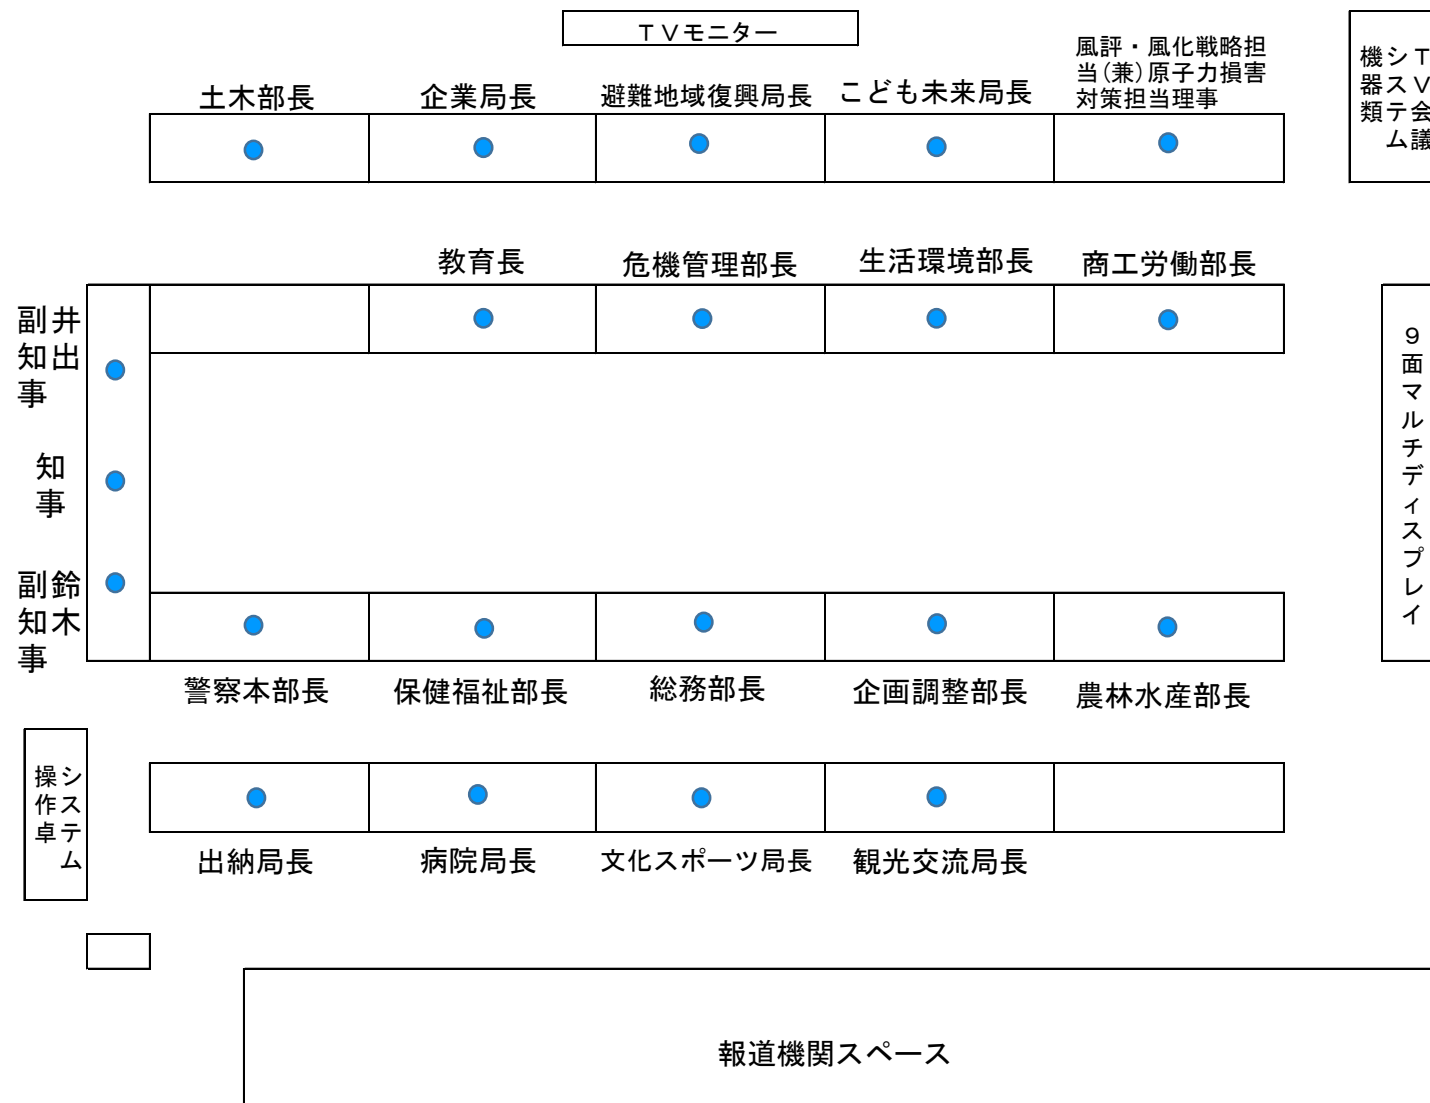 ＴＶモニター
土木部長
企業局長
避難地域復興局長
こども未来局長
風評・風化戦略担
当(兼)原子力損害
対策担当理事
ＴＶ会議
システム
機器類
教育長
危機管理部長
生活環境部長
商工労働部長
井出
副知事
知事
鈴木
副知事
９面マルチディスプレイ
警察本部長
保健福祉部長
総務部長
企画調整部長
農林水産部長
システム
操作卓
出納局長
病院局長
文化スポーツ局長
観光交流局長
報道機関スペース